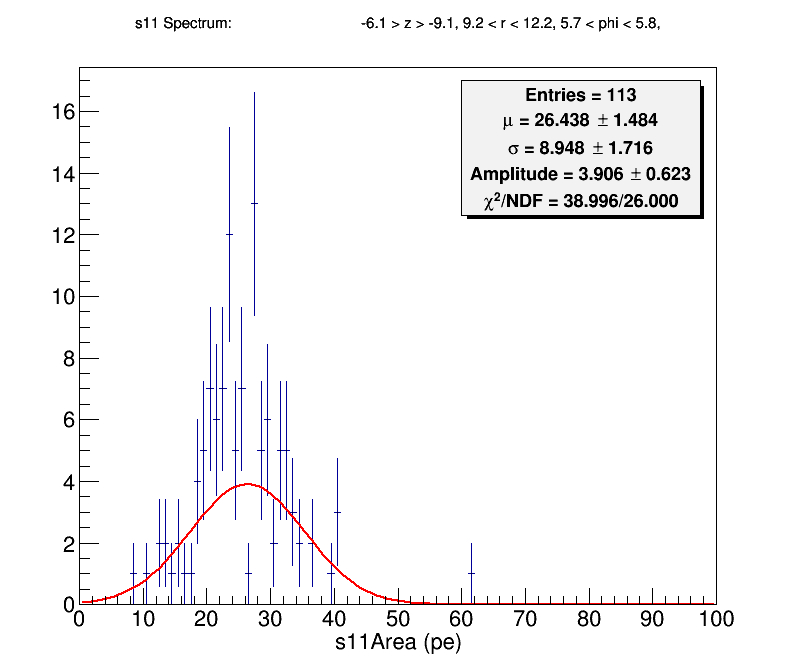 s11 Spectrum: -6.1 > z > -9.1, 9.2 < r < 12.2, 5.7 < phi < 5.8,
Entries = 113
μ = 26.438 ± 1.484
σ = 8.948 ± 1.716
Amplitude = 3.906 ± 0.623
χ²/NDF = 38.996/26.000
16
14
12
10
8
6
4
2
0
0 10 20 30 40 50 60 70 80 90 100
s11Area (pe)